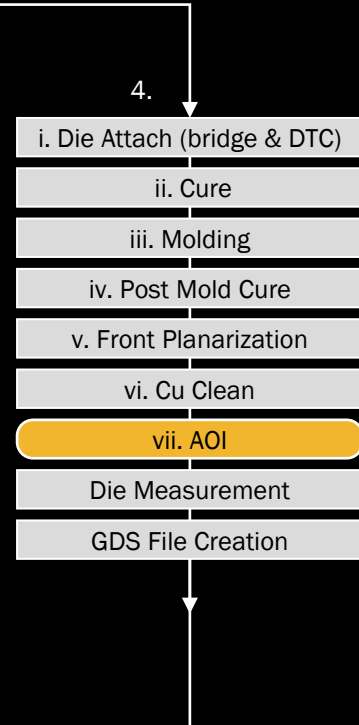 4.
i. Die Attach (bridge & DTC)
ii. Cure
iii. Molding
iv. Post Mold Cure
v. Front Planarization
vi. Cu Clean
vii. AOI
Die Measurement
GDS File Creation